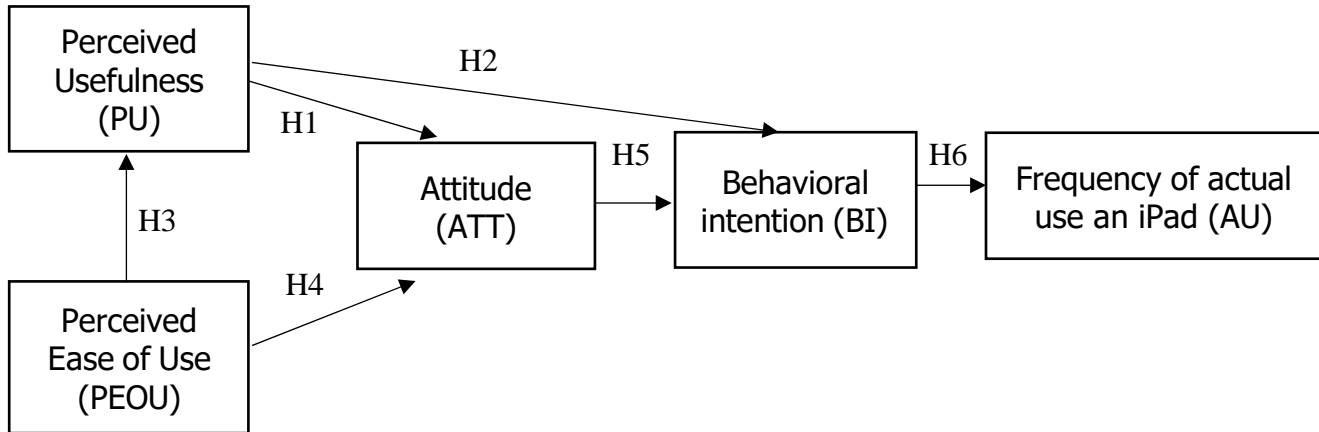 Perceived
Usefulness
(PU)
H2
H1
H3
Attitude
(ATT)
H5
Behavioral
intention (BI)
H6
Frequency of actual
use an iPad (AU)
H4
Perceived
Ease of Use
(PEOU)